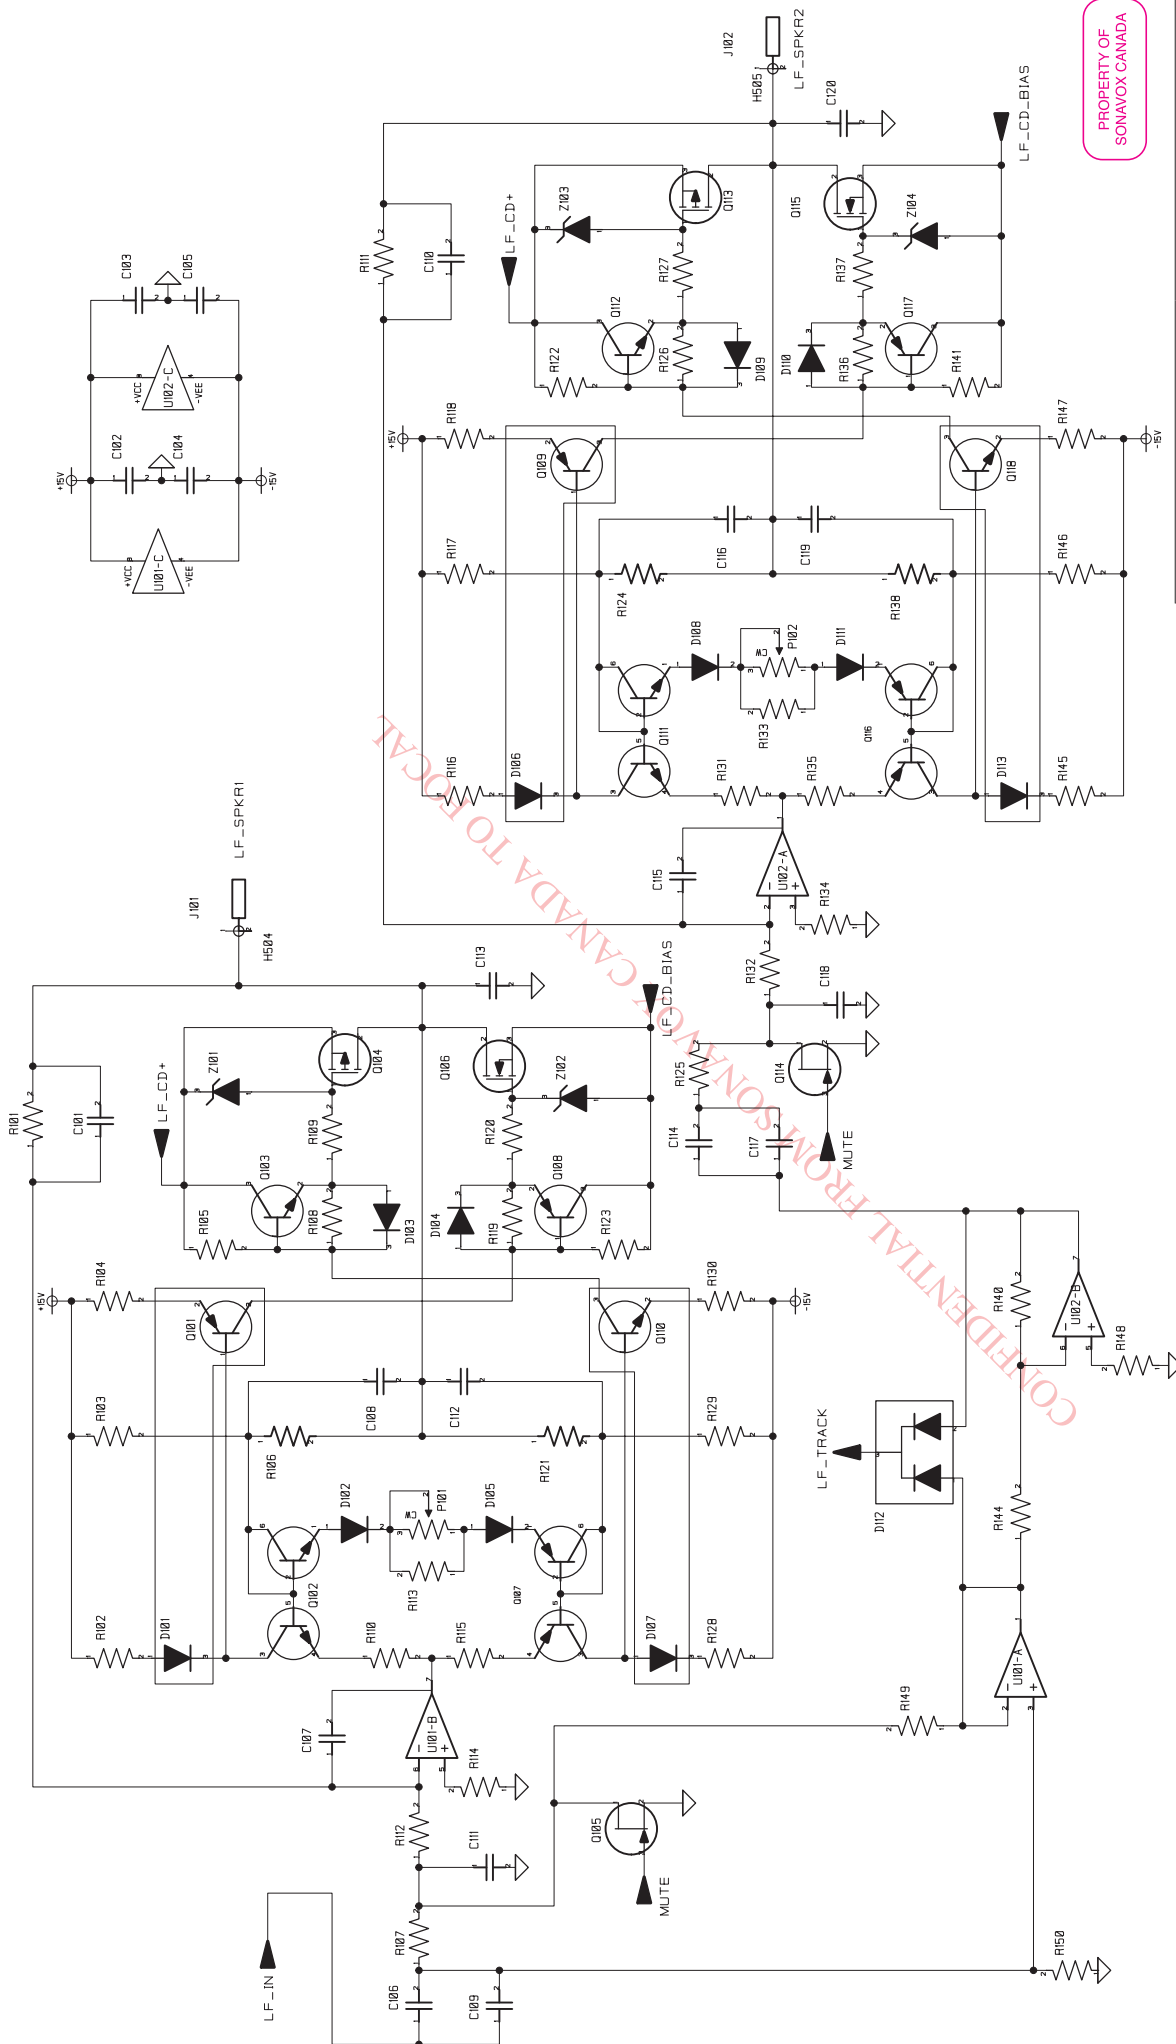 PROPERTY OF
SONAVOX CANADA
CONFIDENTIAL FROM SONAVOX CANADA TO FOCAL
J102
LF_SPKR2
H505
C120
LF_CD_BIAS
R111
C110
LF_CD+
Z103
Q113
Q115
Z104
R127
R137
Q112
Q117
R122
R126
D109
D110
R136
R141
C103
C105
+VCC
U102-C
-VEE
+15V
C102
C104
-15V
+VCC
U101-C
-VEE
+15V
R118
Q109
Q118
R147
-15V
R117
C116
C119
R146
R124
R138
D108
CW
P102
D111
R133
Q111
Q116
R116
D106
R131
R135
D113
R145
C115
U102-A
R134
R132
C118
J101
LF_SPKR1
H504
C113
LF_CD_BIAS
R101
C101
LF_CD+
Z101
Q104
Q106
Z102
R109
R120
Q103
Q108
R105
R108
D103
D104
R119
R123
R125
Q114
C114
C117
MUTE
+15V
R104
Q101
Q110
R130
-15V
R103
C108
C112
R129
R106
R121
D102
CW
P101
D105
R113
Q102
Q107
R102
D101
R110
R115
D107
R128
R140
U102-B
R148
LF_TRACK
D112
R144
U101-A
R149
C107
U101-B
R114
R112
C111
Q105
MUTE
R107
LF_IN
C106
C109
R150